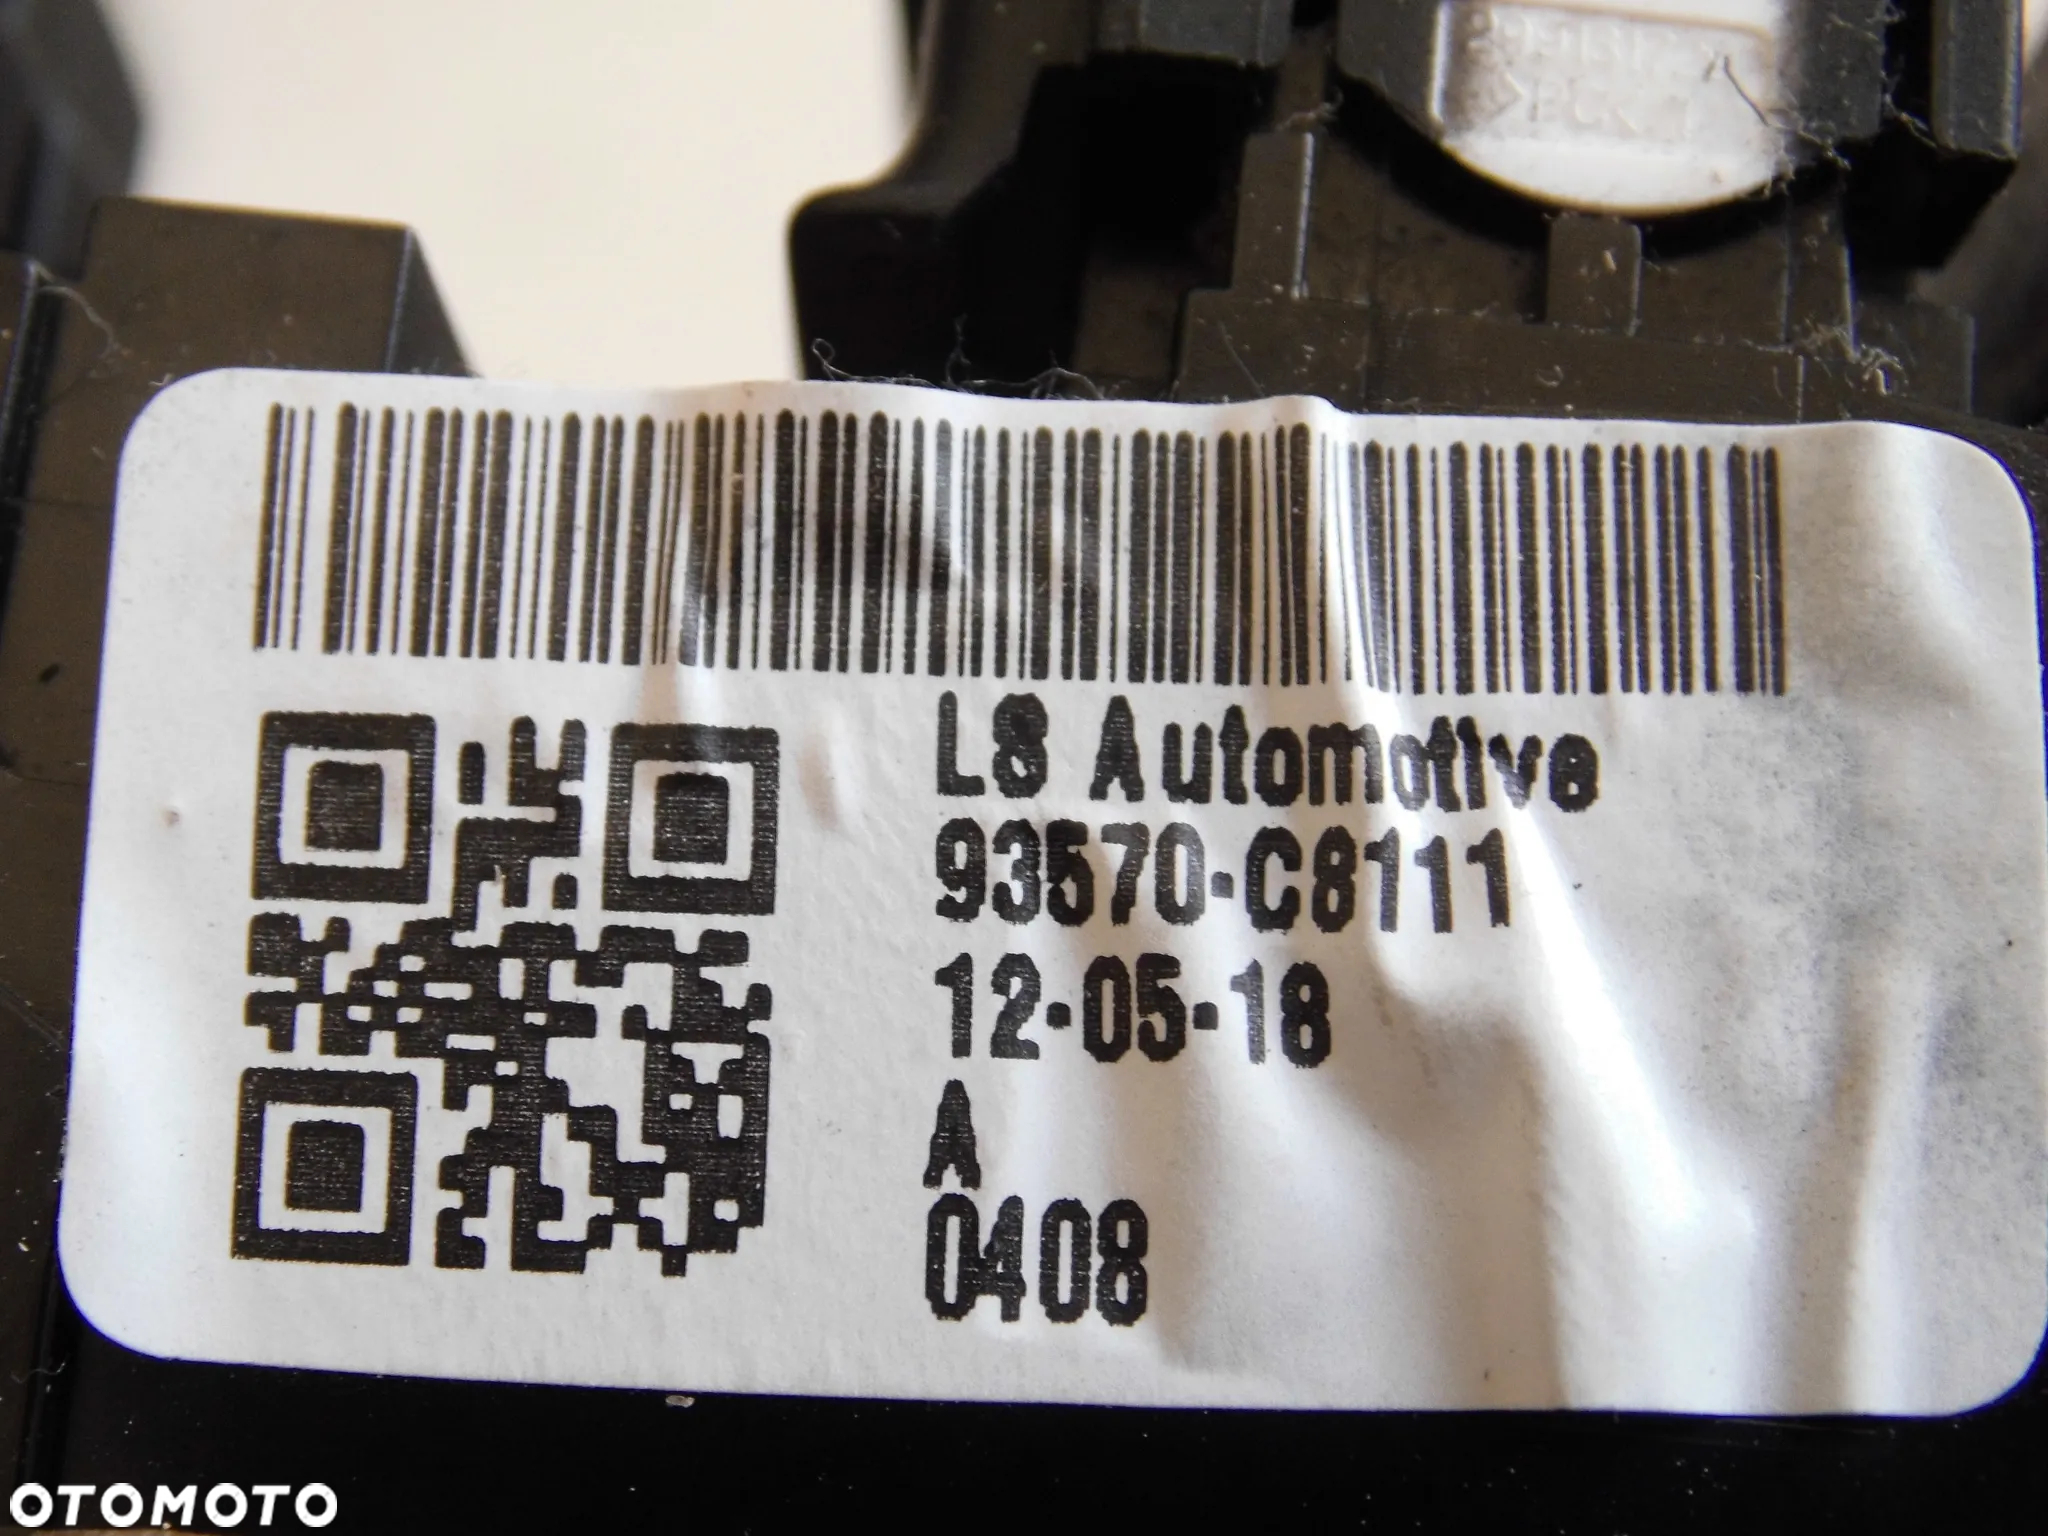 LS Automotive
93570-C8111
12-05-18
A
0408
OTOMOTO